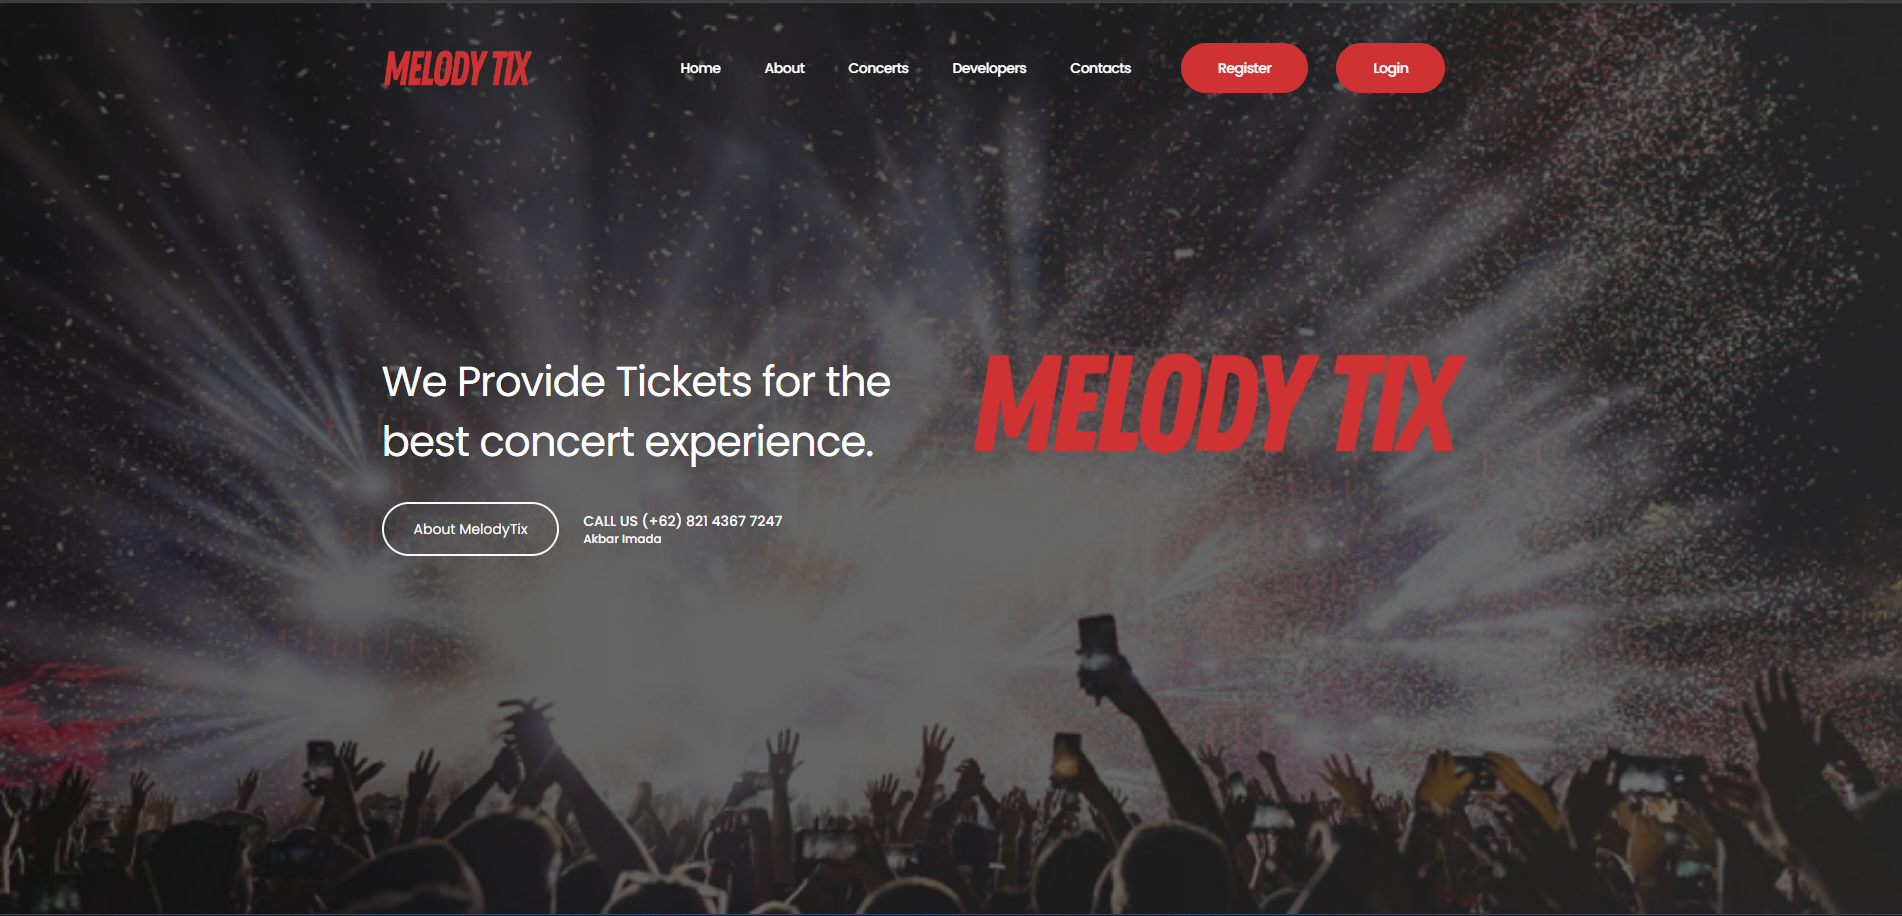 MELODY TIX
Home
About
Concerts
Developers
Contacts
Register
Login
We Provide Tickets for the
best concert experience.
MELODY TIX
About MelodyTix
CALL US (+62) 821 4367 7247
Akbar Imada